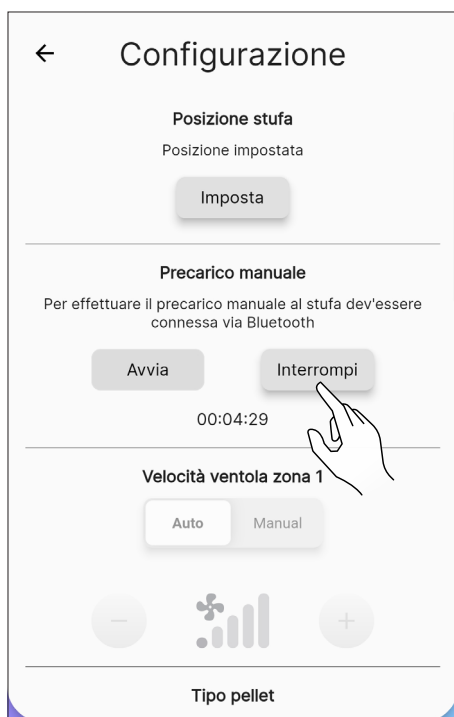 Configurazione
Posizione stufa
Posizione impostata
Imposta
Precarico manuale
Per effettuare il precarico manuale al stufa dev'essere
connessa via Bluetooth
Avvia Interrompi
00:04:29
Velocità ventola zona 1
Auto Manual
Tipo pellet